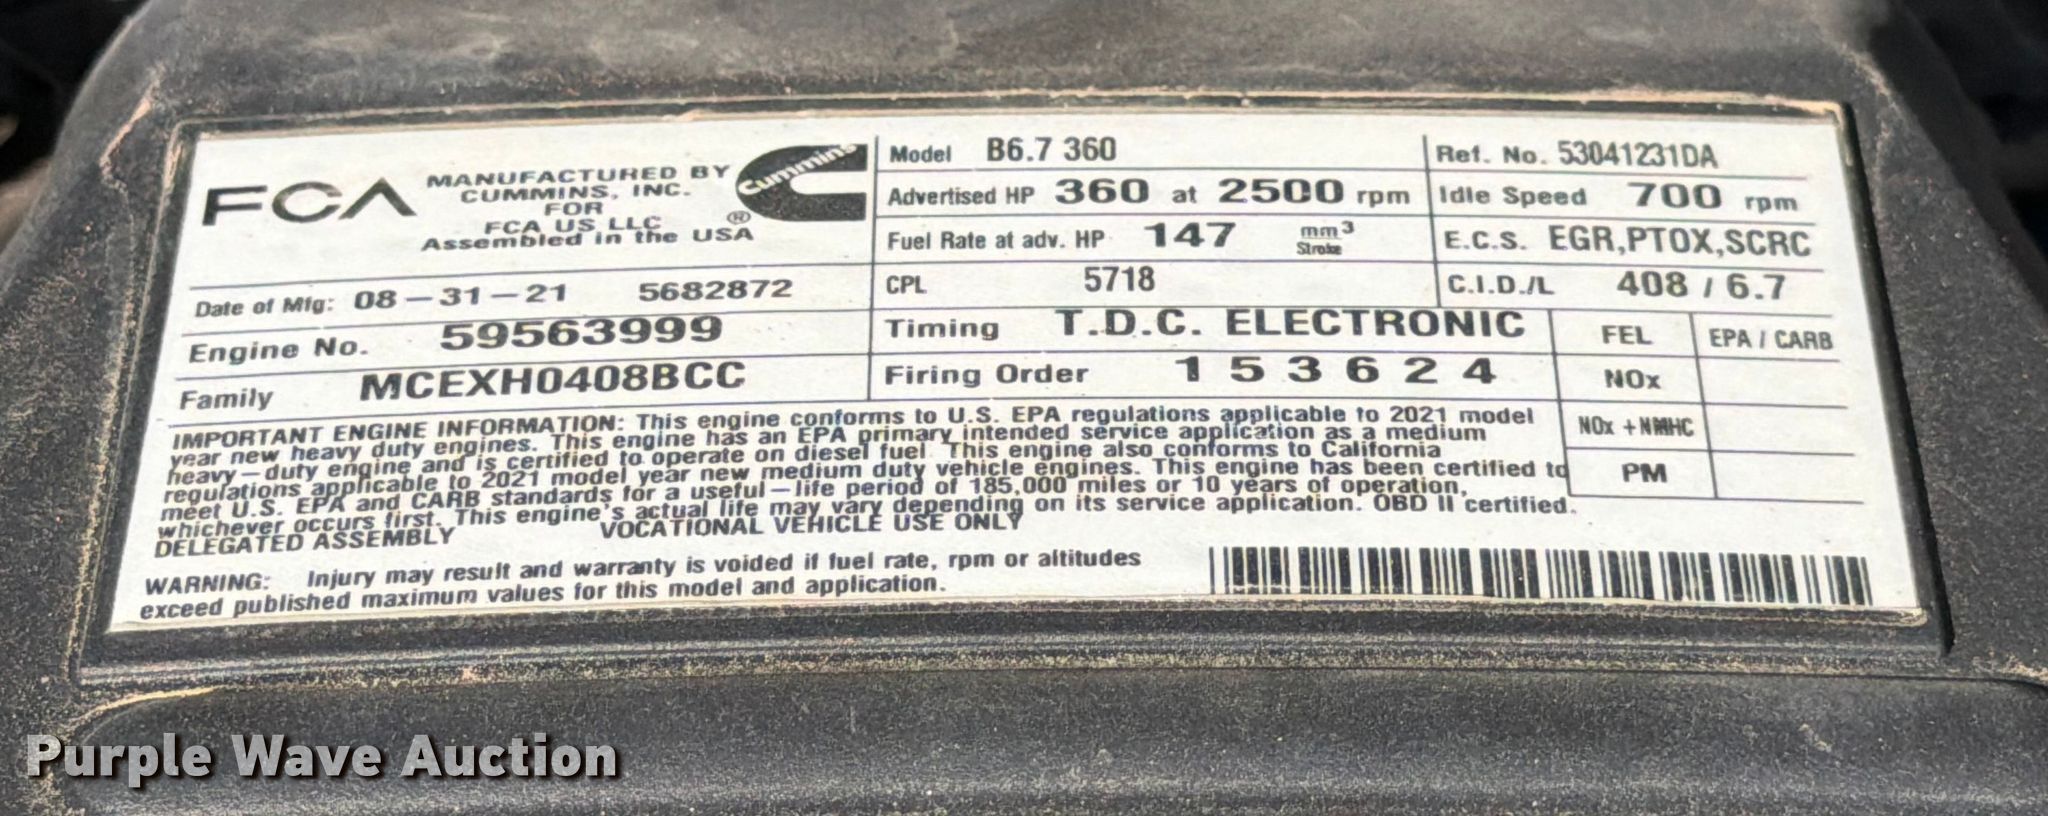 FCA
MANUFACTURED BY
CUMMINS, INC.
FOR
FCA US LLC
Assembled in the USA
®
Cummins
Model B6.7 360
Ref. No. 53041231DA
Advertised HP 360 at 2500 rpm
Idle Speed 700 rpm
Fuel Rate at adv. HP 147 mm³ Stroke
E.C.S. EGR,PTOX,SCRC
Date of Mfg: 08-31-21 5682872
CPL 5718
C.I.D./L 408 / 6.7
Engine No. 59563999
Timing T.D.C. ELECTRONIC
FEL EPA / CARB
Family MCEXH0408BCC
Firing Order 1 5 3 6 2 4
NOx
NOx +NMHC
PM
IMPORTANT ENGINE INFORMATION: This engine conforms to U.S. EPA regulations applicable to 2021 model
year new heavy duty engines. This engine has an EPA primary intended service application as a medium
heavy-duty engine and is certified to operate on diesel fuel. This engine also conforms to California
regulations applicable to 2021 model year new medium duty vehicle engines. This engine has been certified to
meet U.S. EPA and CARB standards for a useful-life period of 185,000 miles or 10 years of operation,
whichever occurs first. This engine's actual life may vary depending on its service application. OBD II certified.
DELEGATED ASSEMBLY VOCATIONAL VEHICLE USE ONLY
WARNING: Injury may result and warranty is voided if fuel rate, rpm or altitudes
exceed published maximum values for this model and application.
Purple Wave Auction